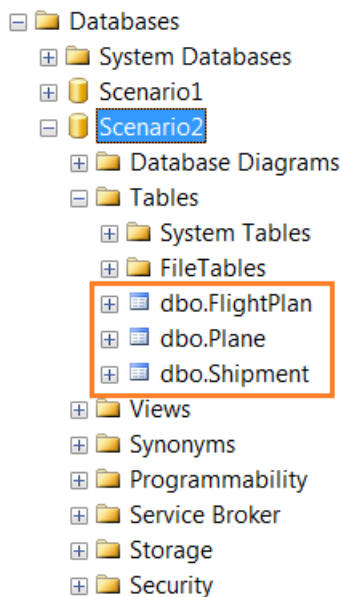 Databases
System Databases
Scenario1
Scenario2
Database Diagrams
Tables
System Tables
FileTables
dbo.FlightPlan
dbo.Plane
dbo.Shipment
Views
Synonyms
Programmability
Service Broker
Storage
Security